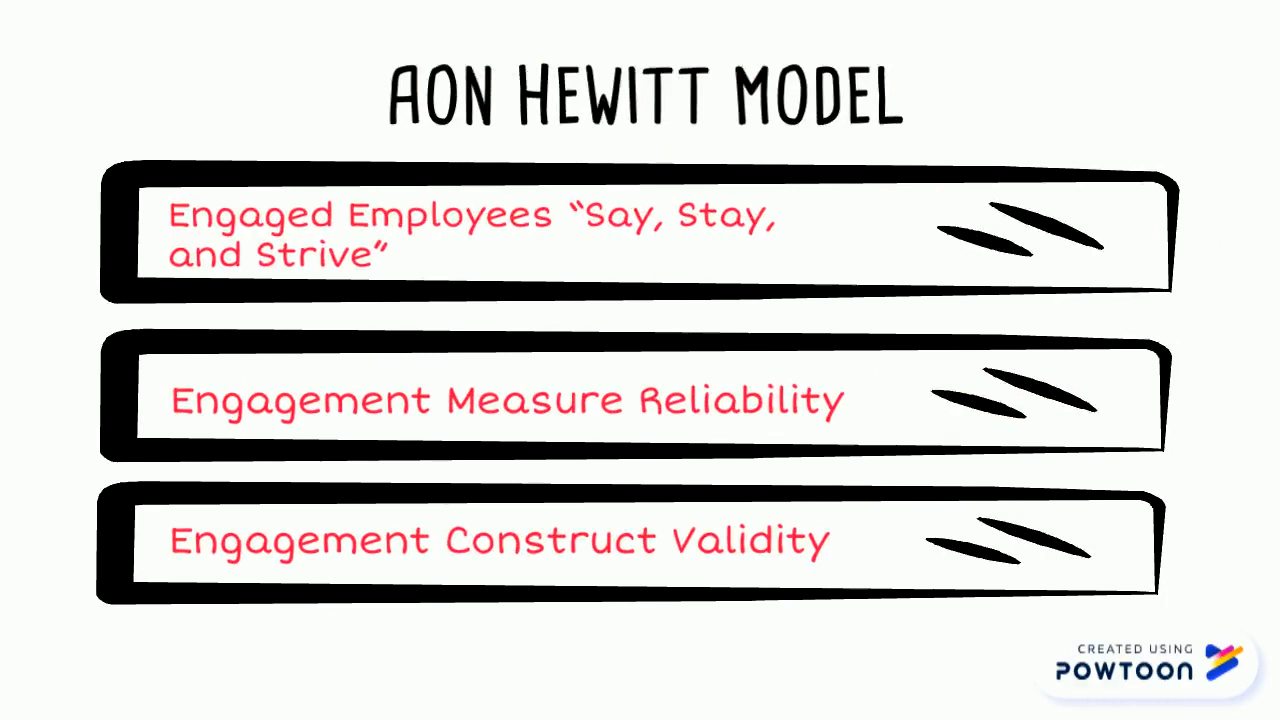 AON HEWITT MODEL
Engaged Employees “Say, Stay,
and Strive”
Engagement Measure Reliability
Engagement Construct Validity
CREATED USING
POWTOON